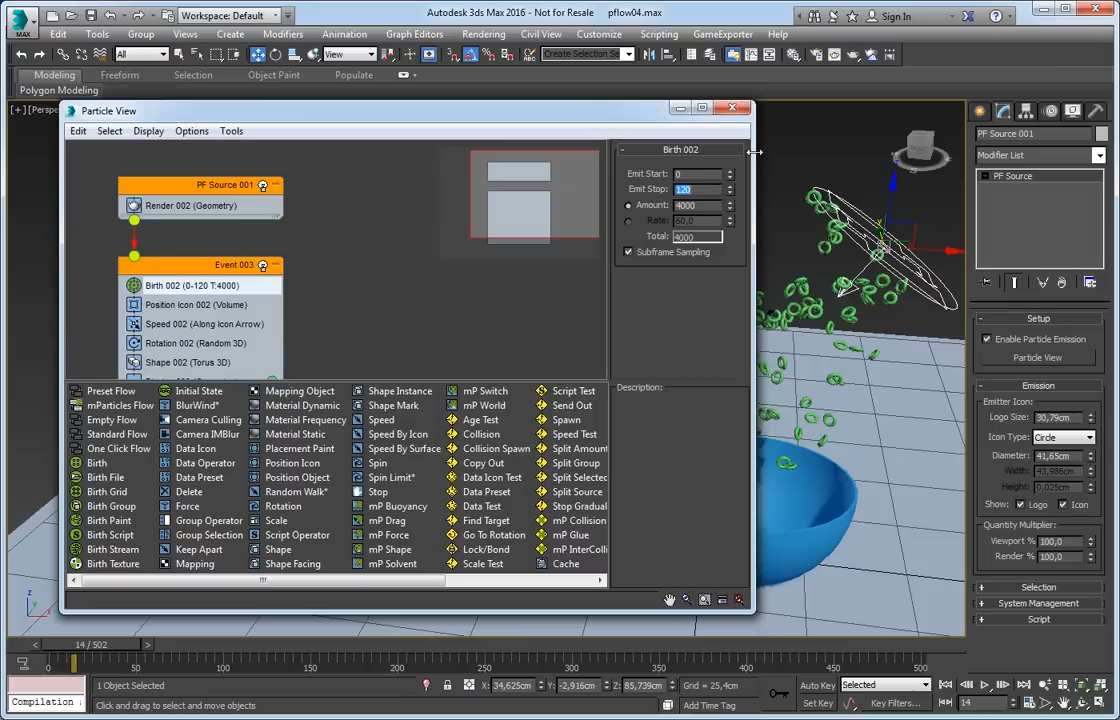 Autodesk 3ds Max 2016 - Not for Resale pflow04.max
Workspace: Default
Sign In
MAX
Edit Tools Group Views Create Modifiers Animation Graph Editors Rendering Civil View Customize Scripting GameExporter Help
All View Create Selection Se
Modeling Freeform Selection Object Paint Populate
Polygon Modeling
[+] [Persp
Particle View
Edit Select Display Options Tools
PF Source 001
Render 002 (Geometry)
Event 003
Birth 002 (0-120 T:4000)
Position Icon 002 (Volume)
Speed 002 (Along Icon Arrow)
Rotation 002 (Random 3D)
Shape 002 (Torus 3D)
Birth 002
Emit Start: 0
Emit Stop: 120
Amount: 4000
Rate: 60,0
Total: 4000
Subframe Sampling
Description:
Preset Flow Initial State Mapping Object Shape Instance mP Switch Script Test
mParticles Flow BlurWind* Material Dynamic Shape Mark mP World Send Out
Empty Flow Camera Culling Material Frequency Speed Age Test Spawn
Standard Flow Camera IMBlur Material Static Speed By Icon Collision Speed Test
One Click Flow Data Icon Placement Paint Speed By Surface Collision Spawn Split Amount
Birth Data Operator Position Icon Spin Copy Out Split Group
Birth File Data Preset Position Object Spin Limit* Data Icon Test Split Selected
Birth Grid Delete Random Walk* Stop Data Preset Split Source
Birth Group Force Rotation mP Buoyancy Data Test Stop Gradual
Birth Paint Group Operator Scale mP Drag Find Target mP Collision
Birth Script Group Selection Script Operator mP Force Go To Rotation mP Glue
Birth Stream Keep Apart Shape mP Shape Lock/Bond mP InterColli
Birth Texture Mapping Shape Facing mP Solvent Scale Test Cache
PF Source 001
Modifier List
PF Source
Setup
Enable Particle Emission
Particle View
Emission
Emitter Icon:
Logo Size: 30,79cm
Icon Type: Circle
Diameter: 41,65cm
Width: 43,986cm
Height: 0,025cm
Show: Logo Icon
Quantity Multiplier:
Viewport % 100,0
Render % 100,0
Selection
System Management
Script
14 / 502
0 50 100 150 200 250 300 350 400 450 500
1 Object Selected X: 34,625cm Y: -2,916cm Z: 85,739cm Grid = 25,4cm
Auto Key Selected
Compilation
Click and drag to select and move objects
Add Time Tag
Set Key Key Filters... 14